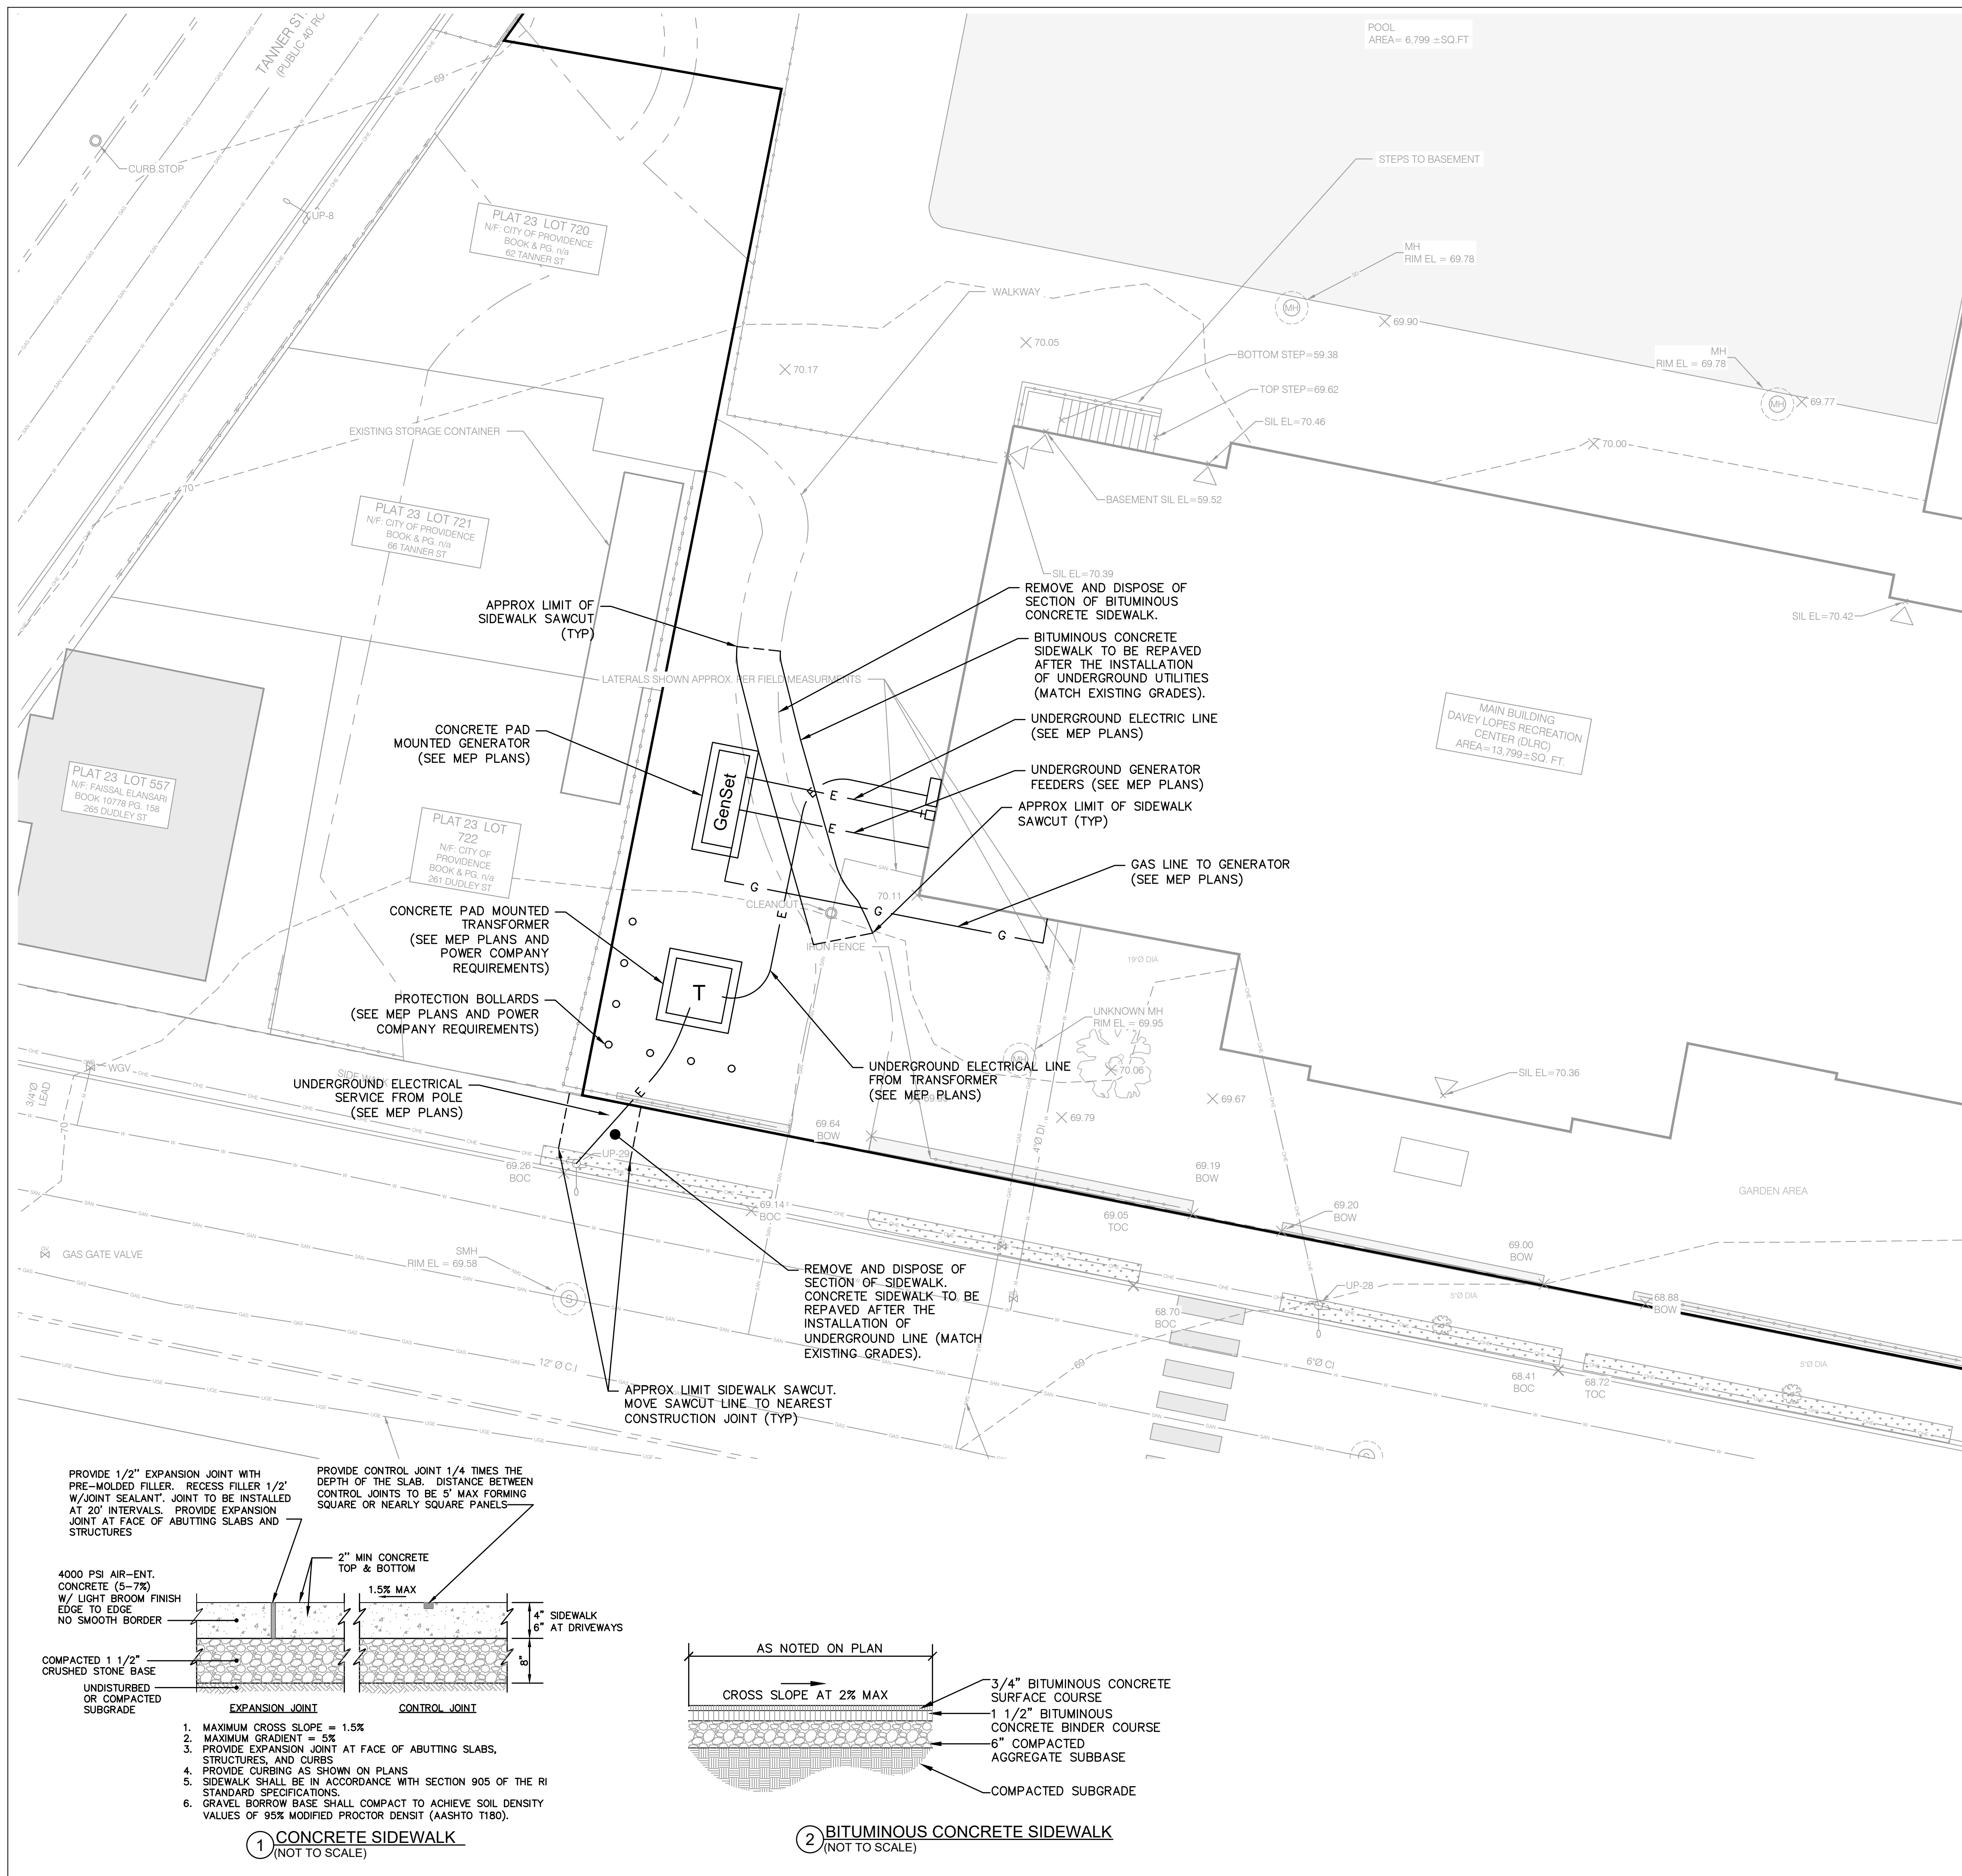 TANNER ST.
(PUBLIC 40' RO
POOL
AREA= 6,799 ±SQ.FT
69
CURB STOP
UP-8
PLAT 23 LOT 720
N/F: CITY OF PROVIDENCE
BOOK & PG. n/a
62 TANNER ST
STEPS TO BASEMENT
MH
RIM EL = 69.78
WALKWAY
69.90
70.05
70.17
BOTTOM STEP=59.38
MH
RIM EL = 69.78
TOP STEP=69.62
69.77
SIL EL=70.46
EXISTING STORAGE CONTAINER
70.00
70
BASEMENT SIL EL=59.52
PLAT 23 LOT 721
N/F: CITY OF PROVIDENCE
BOOK & PG. n/a
66 TANNER ST
SIL EL=70.39
SIL EL=70.42
APPROX LIMIT OF
SIDEWALK SAWCUT
(TYP)
REMOVE AND DISPOSE OF
SECTION OF BITUMINOUS
CONCRETE SIDEWALK.
BITUMINOUS CONCRETE
SIDEWALK TO BE REPAVED
AFTER THE INSTALLATION
OF UNDERGROUND UTILITIES
(MATCH EXISTING GRADES).
LATERALS SHOWN APPROX. PER FIELD MEASURMENTS
MAIN BUILDING
DAVEY LOPES RECREATION
CENTER (DLRC)
AREA=13,799±SQ. FT.
CONCRETE PAD
MOUNTED GENERATOR
(SEE MEP PLANS)
UNDERGROUND ELECTRIC LINE
(SEE MEP PLANS)
UNDERGROUND GENERATOR
FEEDERS (SEE MEP PLANS)
GenSet
PLAT 23 LOT 557
N/F: FAISSAL ELANSARI
BOOK 10778 PG. 158
265 DUDLEY ST
APPROX LIMIT OF SIDEWALK
SAWCUT (TYP)
PLAT 23 LOT
722
N/F: CITY OF
PROVIDENCE
BOOK & PG. n/a
261 DUDLEY ST
GAS LINE TO GENERATOR
(SEE MEP PLANS)
70.11
CLEANOUT
IRON FENCE
CONCRETE PAD MOUNTED
TRANSFORMER
(SEE MEP PLANS AND
POWER COMPANY
REQUIREMENTS)
T
19"Ø DIA
PROTECTION BOLLARDS
(SEE MEP PLANS AND POWER
COMPANY REQUIREMENTS)
UNKNOWN MH
RIM EL = 69.95
MH
70.06
UNDERGROUND ELECTRICAL LINE
FROM TRANSFORMER
(SEE MEP PLANS)
SIL EL=70.36
WGV
3/4"Ø
LEAD
UNDERGROUND ELECTRICAL
SERVICE FROM POLE
(SEE MEP PLANS)
69.67
69.79
70
69.64
BOW
UP-29
69.26
BOC
69.19
BOW
GARDEN AREA
69.14
BOC
69.05
TOC
69.20
BOW
GAS GATE VALVE
SMH
RIM EL = 69.58
S
69.00
BOW
UP-28
5"Ø DIA
68.88
BOW
REMOVE AND DISPOSE OF
SECTION OF SIDEWALK.
CONCRETE SIDEWALK TO BE
REPAVED AFTER THE
INSTALLATION OF
UNDERGROUND LINE (MATCH
EXISTING GRADES).
68.70
BOC
12" Ø C.I
69
6"Ø CI
5"Ø DIA
68.41
BOC
68.72
TOC
APPROX LIMIT SIDEWALK SAWCUT.
MOVE SAWCUT LINE TO NEAREST
CONSTRUCTION JOINT (TYP)
PROVIDE 1/2" EXPANSION JOINT WITH
PRE-MOLDED FILLER. RECESS FILLER 1/2'
W/JOINT SEALANT'. JOINT TO BE INSTALLED
AT 20' INTERVALS. PROVIDE EXPANSION
JOINT AT FACE OF ABUTTING SLABS AND
STRUCTURES
PROVIDE CONTROL JOINT 1/4 TIMES THE
DEPTH OF THE SLAB. DISTANCE BETWEEN
CONTROL JOINTS TO BE 5' MAX FORMING
SQUARE OR NEARLY SQUARE PANELS
2" MIN CONCRETE
TOP & BOTTOM
4000 PSI AIR-ENT.
CONCRETE (5-7%)
W/ LIGHT BROOM FINISH
EDGE TO EDGE
NO SMOOTH BORDER
1.5% MAX
4" SIDEWALK
6" AT DRIVEWAYS
8"
COMPACTED 1 1/2"
CRUSHED STONE BASE
UNDISTURBED
OR COMPACTED
SUBGRADE
EXPANSION JOINT
CONTROL JOINT
1. MAXIMUM CROSS SLOPE = 1.5%
2. MAXIMUM GRADIENT = 5%
3. PROVIDE EXPANSION JOINT AT FACE OF ABUTTING SLABS,
STRUCTURES, AND CURBS
4. PROVIDE CURBING AS SHOWN ON PLANS
5. SIDEWALK SHALL BE IN ACCORDANCE WITH SECTION 905 OF THE RI
STANDARD SPECIFICATIONS.
6. GRAVEL BORROW BASE SHALL COMPACT TO ACHIEVE SOIL DENSITY
VALUES OF 95% MODIFIED PROCTOR DENSIT (AASHTO T180).
1 CONCRETE SIDEWALK
(NOT TO SCALE)
AS NOTED ON PLAN
CROSS SLOPE AT 2% MAX
3/4" BITUMINOUS CONCRETE
SURFACE COURSE
1 1/2" BITUMINOUS
CONCRETE BINDER COURSE
6" COMPACTED
AGGREGATE SUBBASE
COMPACTED SUBGRADE
2 BITUMINOUS CONCRETE SIDEWALK
(NOT TO SCALE)